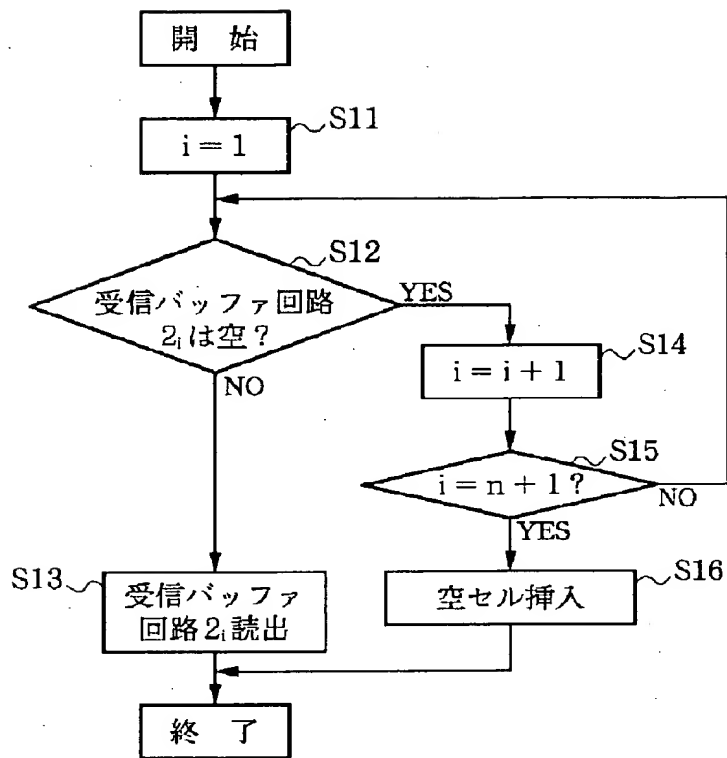 開 始
S11
i = 1
S12
受信バッファ回路
2iは空?
YES
NO
S14
i = i + 1
S15
i = n + 1 ?
NO
YES
S13
受信バッファ
回路2i読出
S16
空セル挿入
終 了